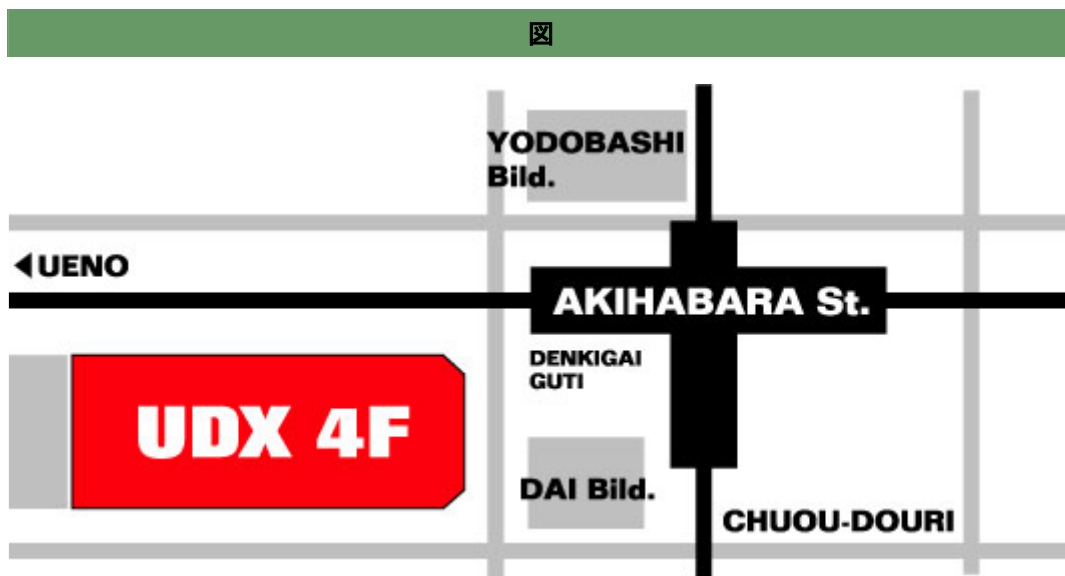 図
YODOBASHI
Bild.
◀UENO
AKIHABARA St.
DENKIGAI
GUTI
UDX 4F
DAI Bild.
CHUOU-DOURI